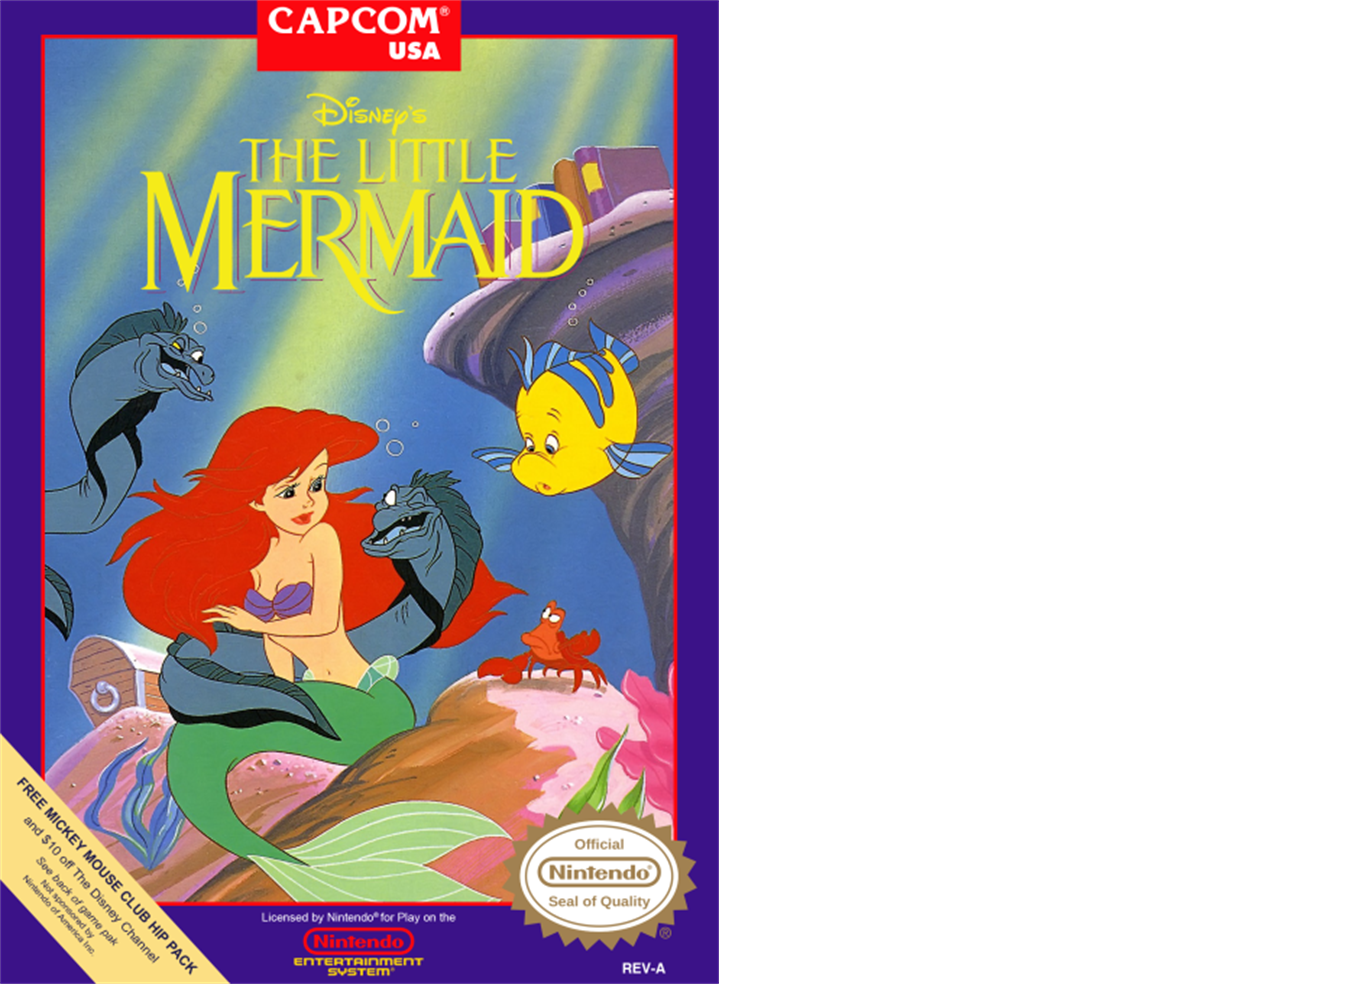 CAPCOM®
USA
Disney's
THE LITTLE
MERMAID
FREE MICKEY MOUSE CLUB HIP PACK
and $10 off The Disney Channel
See back of game pak
Not sponsored by
Nintendo of America Inc.
Licensed by Nintendo® for Play on the
Nintendo
ENTERTAINMENT
SYSTEM®
Official
Nintendo®
Seal of Quality
®
REV-A